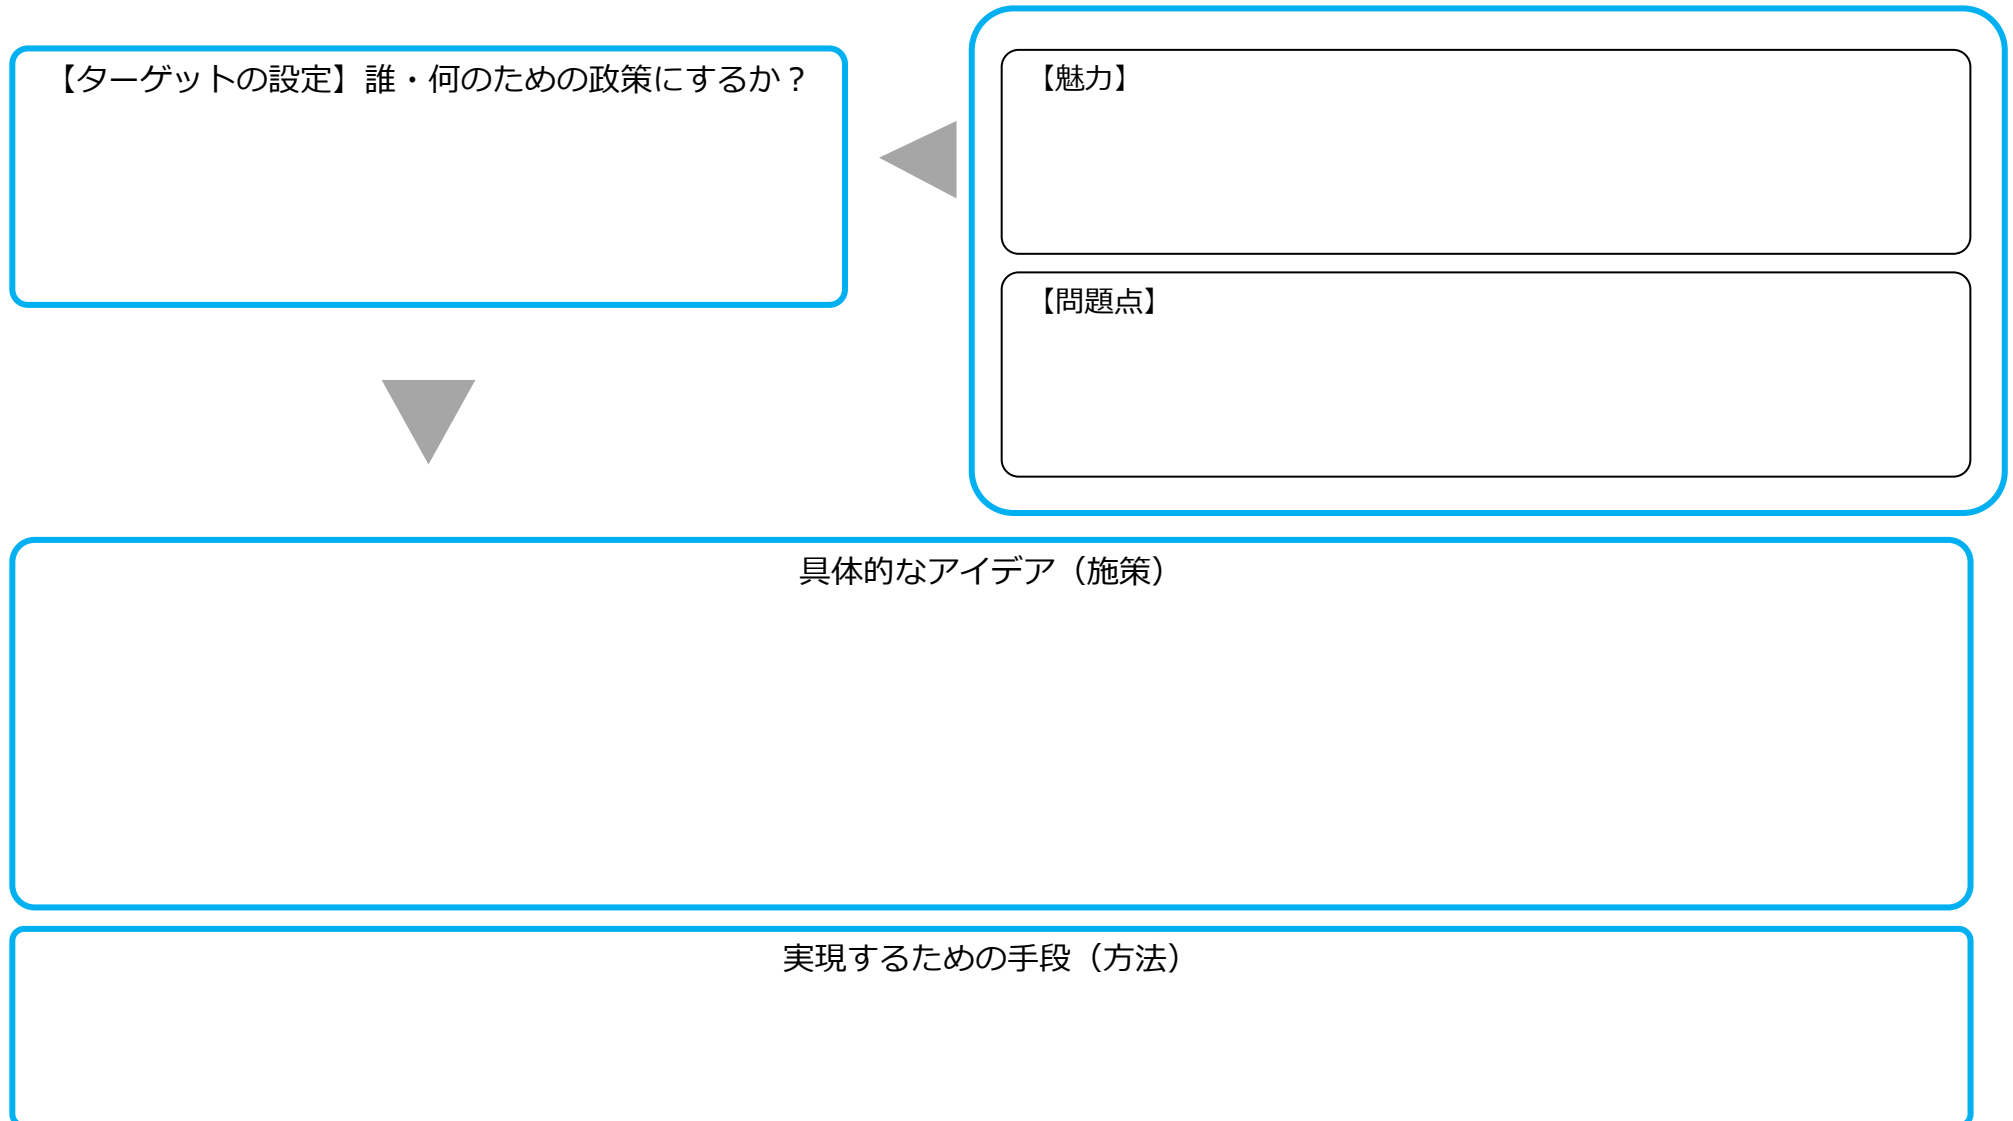 【ターゲットの設定】誰・何のための政策にするか？
【魅力】
【問題点】
具体的なアイデア（施策）
実現するための手段（方法）